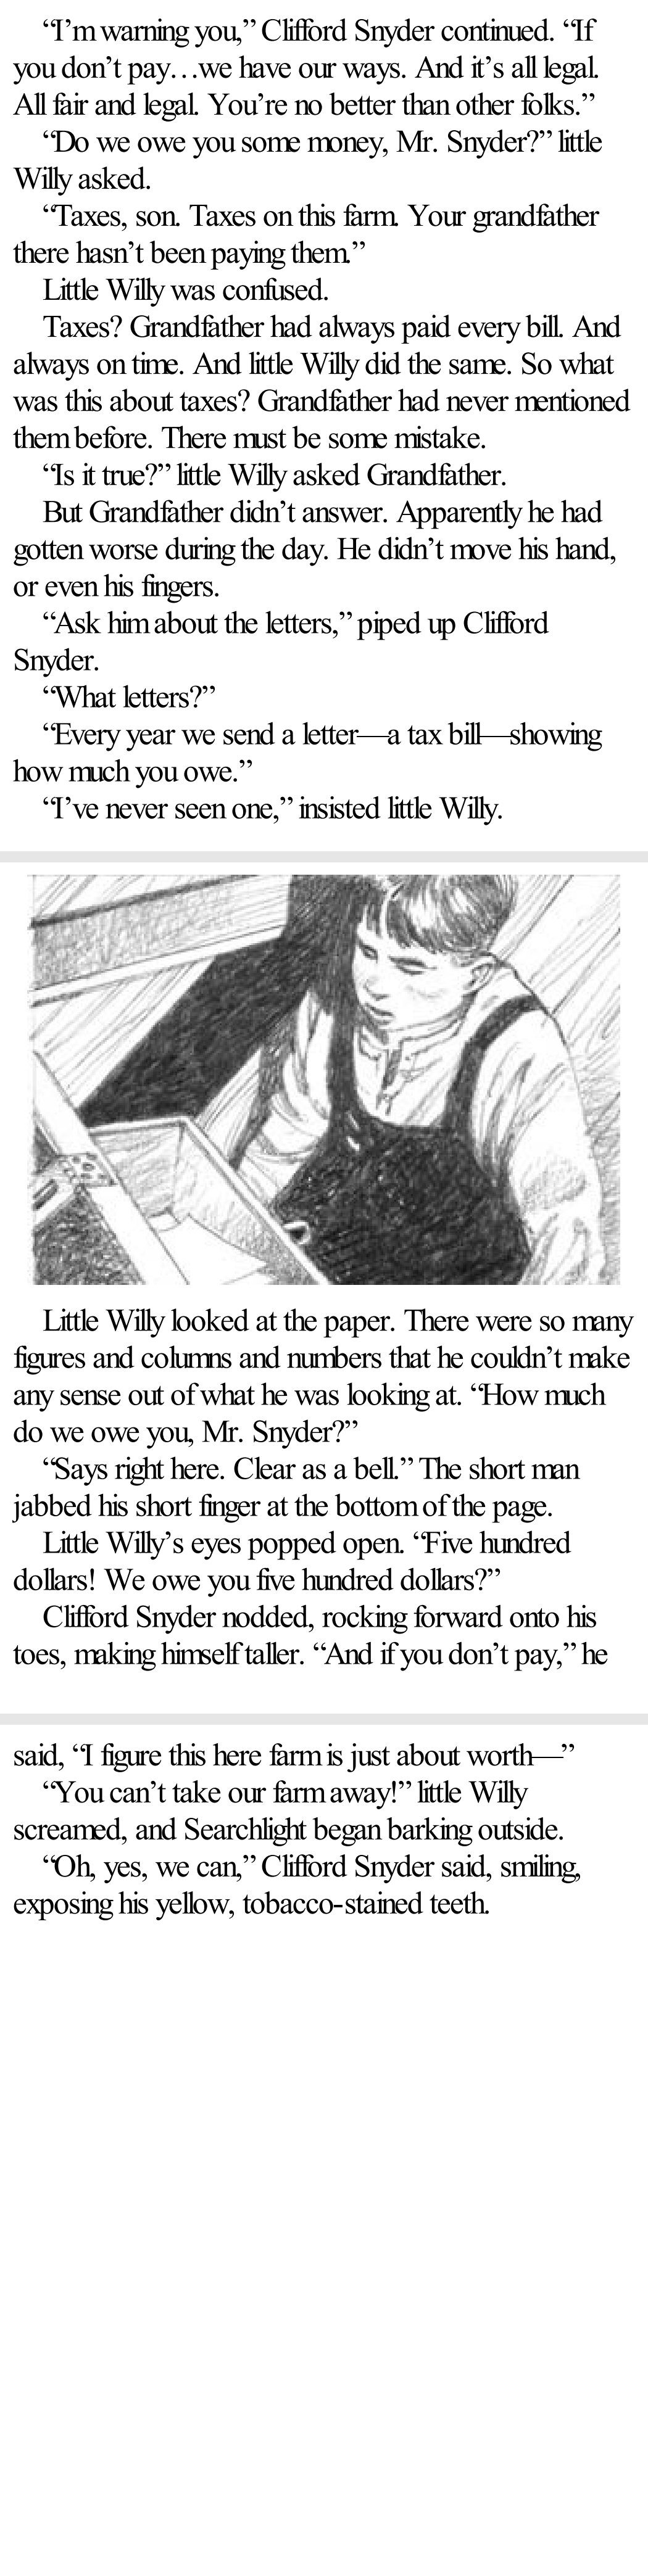 “I’m warning you,” Clifford Snyder continued. “If
you don’t pay…we have our ways. And it’s all legal.
All fair and legal. You’re no better than other folks.”
“Do we owe you some money, Mr. Snyder?” little
Willy asked.
“Taxes, son. Taxes on this farm. Your grandfather
there hasn’t been paying them.”
Little Willy was confused.
Taxes? Grandfather had always paid every bill. And
always on time. And little Willy did the same. So what
was this about taxes? Grandfather had never mentioned
them before. There must be some mistake.
“Is it true?” little Willy asked Grandfather.
But Grandfather didn’t answer. Apparently he had
gotten worse during the day. He didn’t move his hand,
or even his fingers.
“Ask him about the letters,” piped up Clifford
Snyder.
“What letters?”
“Every year we send a letter—a tax bill—showing
how much you owe.”
“I’ve never seen one,” insisted little Willy.
Little Willy looked at the paper. There were so many
figures and columns and numbers that he couldn’t make
any sense out of what he was looking at. “How much
do we owe you, Mr. Snyder?”
“Says right here. Clear as a bell.” The short man
jabbed his short finger at the bottom of the page.
Little Willy’s eyes popped open. “Five hundred
dollars! We owe you five hundred dollars?”
Clifford Snyder nodded, rocking forward onto his
toes, making himself taller. “And if you don’t pay,” he
said, “I figure this here farm is just about worth—”
“You can’t take our farm away!” little Willy
screamed, and Searchlight began barking outside.
“Oh, yes, we can,” Clifford Snyder said, smiling,
exposing his yellow, tobacco-stained teeth.